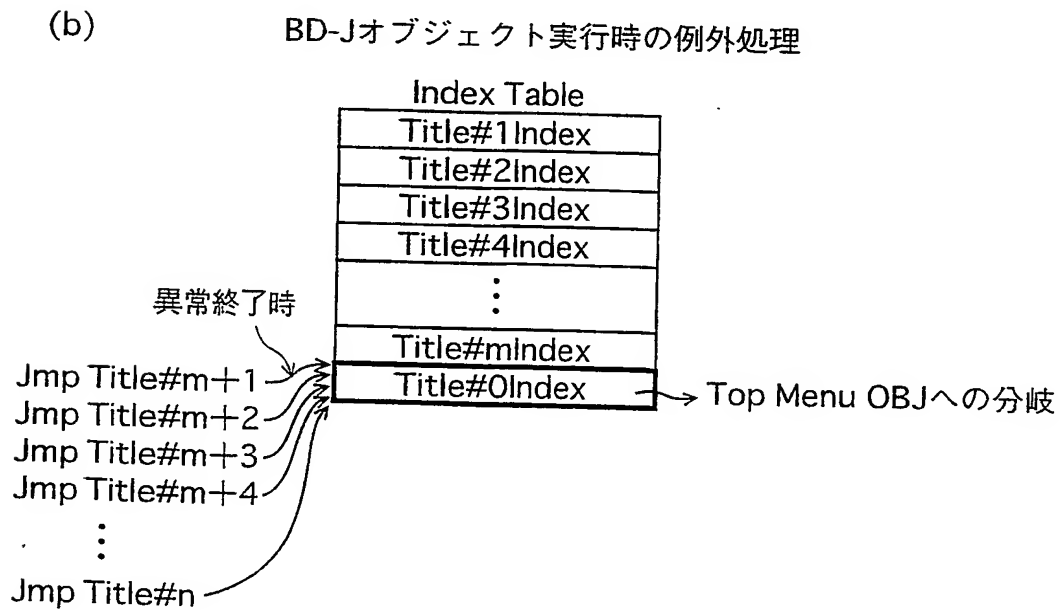 (b)
BD-Jオブジェクト実行時の例外処理
Index Table
Title#1Index
Title#2Index
Title#3Index
Title#4Index
⋮
Title#mIndex
Title#0Index
Top Menu OBJへの分岐
異常終了時
Jmp Title#m+1
Jmp Title#m+2
Jmp Title#m+3
Jmp Title#m+4
⋮
Jmp Title#n